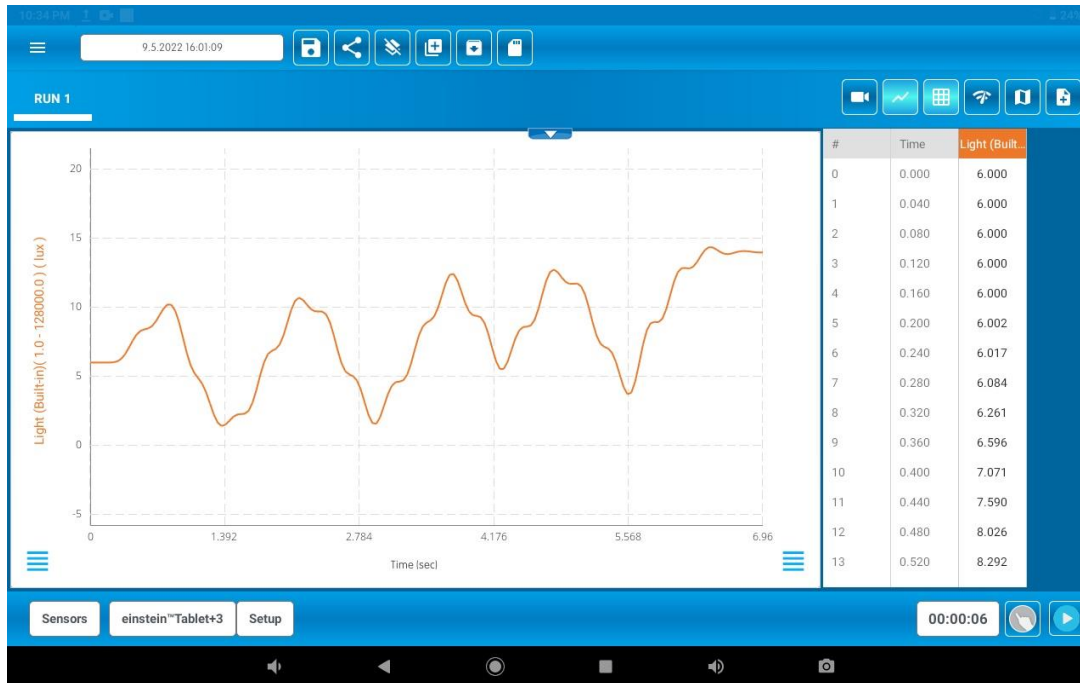 10:34 PM 1 24%
9.5.2022 16:01:09
RUN 1
20
15
10
5
0
-5
Light (Built-In)( 1.0 - 128000.0 ) ( lux )
0 1.392 2.784 4.176 5.568 6.96
Time (sec)
# Time Light (Built...
0 0.000 6.000
1 0.040 6.000
2 0.080 6.000
3 0.120 6.000
4 0.160 6.000
5 0.200 6.002
6 0.240 6.017
7 0.280 6.084
8 0.320 6.261
9 0.360 6.596
10 0.400 7.071
11 0.440 7.590
12 0.480 8.026
13 0.520 8.292
Sensors einstein™Tablet+3 Setup 00:00:06